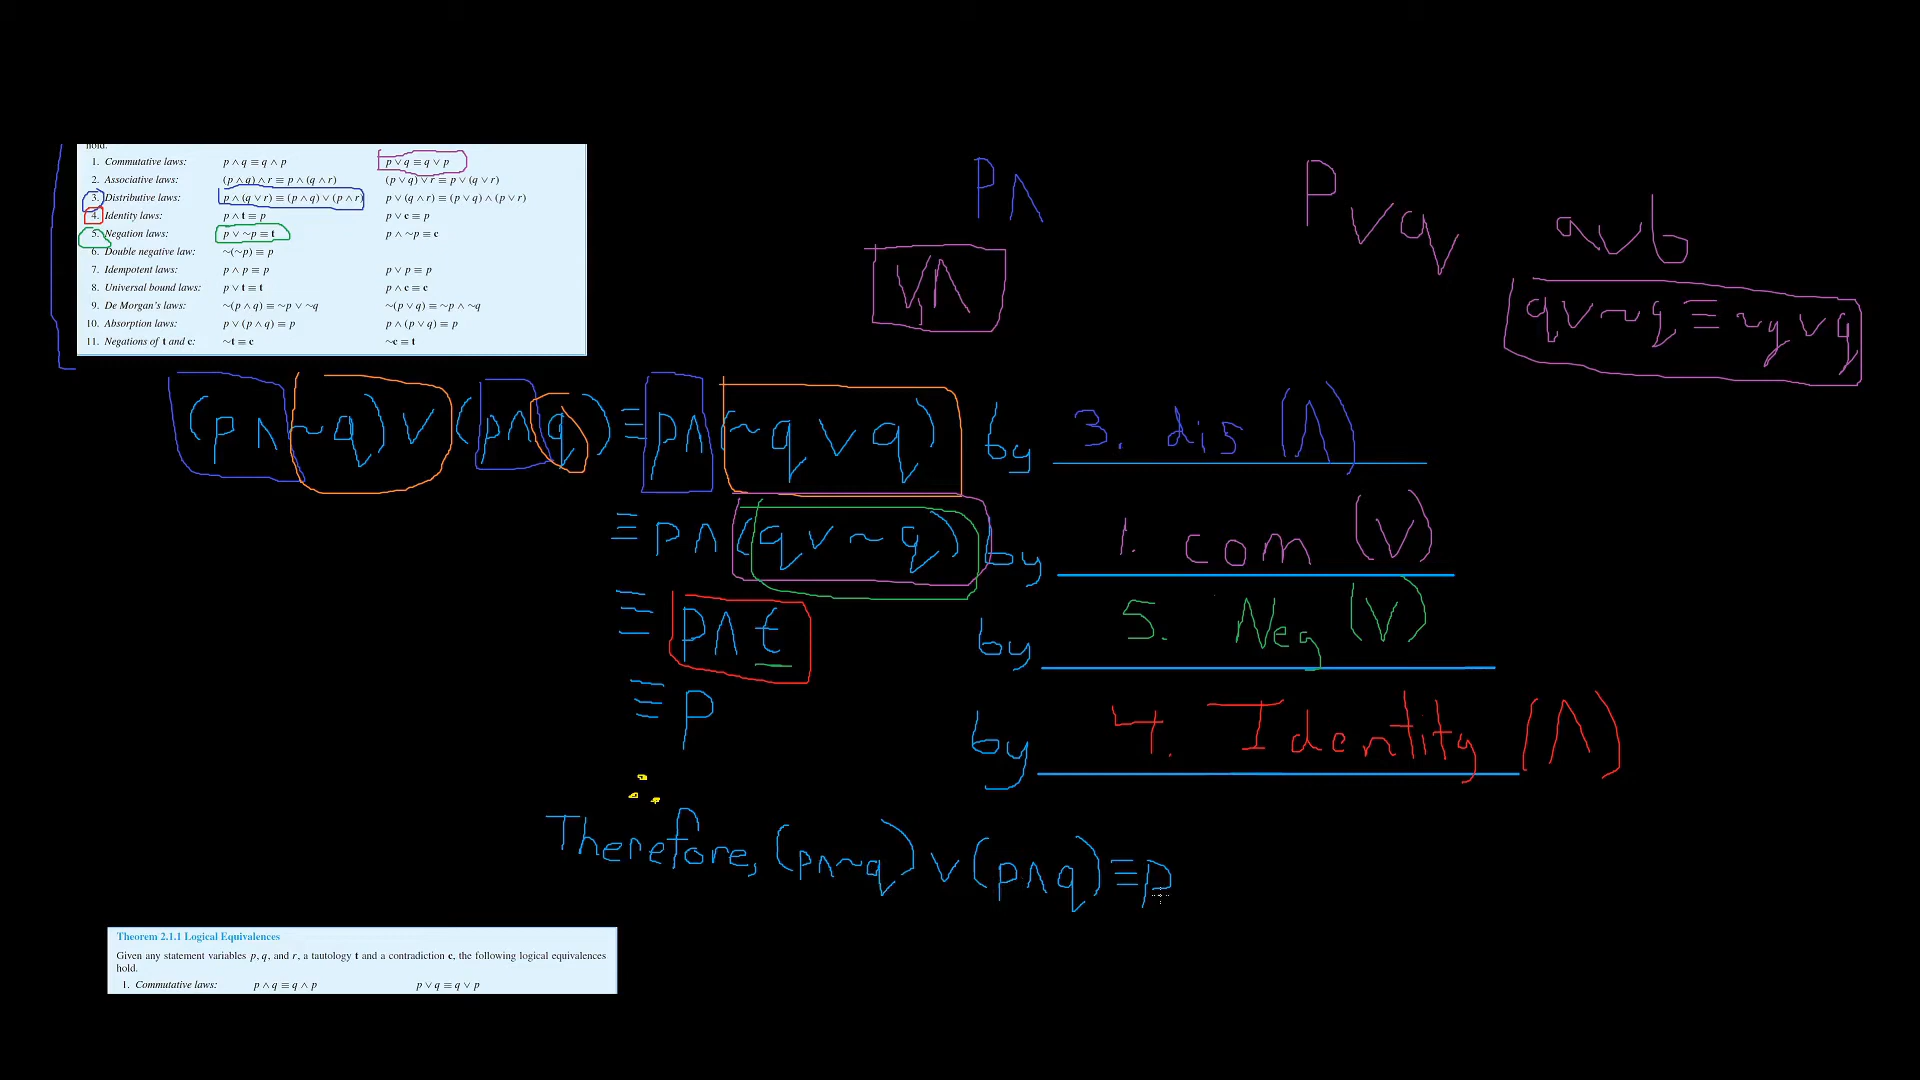 hold.
1. Commutative laws: p ∧ q ≡ q ∧ p p ∨ q ≡ q ∨ p
2. Associative laws: (p ∧ q) ∧ r ≡ p ∧ (q ∧ r) (p ∨ q) ∨ r ≡ p ∨ (q ∨ r)
3. Distributive laws: p ∧ (q ∨ r) ≡ (p ∧ q) ∨ (p ∧ r) p ∨ (q ∧ r) ≡ (p ∨ q) ∧ (p ∨ r)
4. Identity laws: p ∧ t ≡ p p ∨ c ≡ p
5. Negation laws: p ∨ ~p ≡ t p ∧ ~p ≡ c
6. Double negative law: ~(~p) ≡ p
7. Idempotent laws: p ∧ p ≡ p p ∨ p ≡ p
8. Universal bound laws: p ∨ t ≡ t p ∧ c ≡ c
9. De Morgan's laws: ~(p ∧ q) ≡ ~p ∨ ~q ~(p ∨ q) ≡ ~p ∧ ~q
10. Absorption laws: p ∨ (p ∧ q) ≡ p p ∧ (p ∨ q) ≡ p
11. Negations of t and c: ~t ≡ c ~c ≡ t
P ∧
V, ∧
P ∨ q
a ∨ b
q ∨ ~q ≡ ~q ∨ q
(p ∧ ~q) ∨ (p ∧ q) ≡ p ∧ (~q ∨ q) by 3. dis (∧)
≡ p ∧ (q ∨ ~q) by 1. com (∨)
≡ p ∧ t by 5. Neg (∨)
≡ p by 4. Identity (∧)
∴
Therefore, (p ∧ ~q) ∨ (p ∧ q) ≡ p
Theorem 2.1.1 Logical Equivalences
Given any statement variables p, q, and r, a tautology t and a contradiction c, the following logical equivalences
hold.
1. Commutative laws: p ∧ q ≡ q ∧ p p ∨ q ≡ q ∨ p